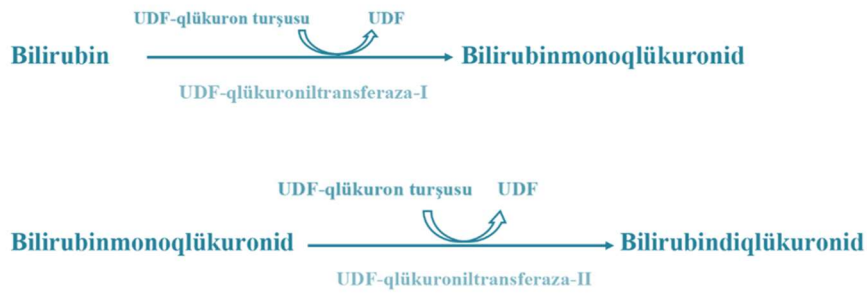 UDF-qlükuron turşusu UDF
Bilirubin Bilirubinmonoqlükuronid
UDF-qlükuroniltransferaza-I
UDF-qlükuron turşusu UDF
Bilirubinmonoqlükuronid Bilirubindiqlükuronid
UDF-qlükuroniltransferaza-II